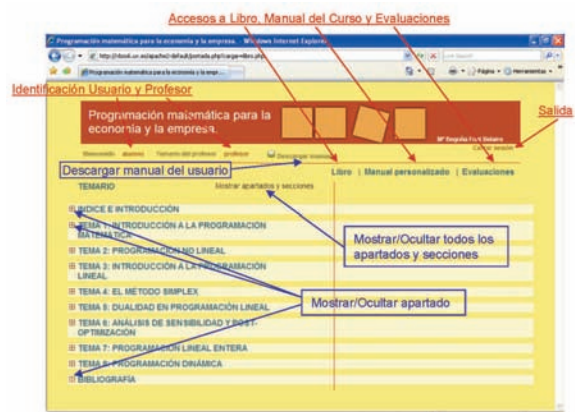 Accesos a Libro, Manual del Curso y Evaluaciones
Programación matemática para la economía y la empresa. Windows Internet Explorer
Página Herramientas
Identificación Usuario y Profesor
Salida
Programación matemática para la
economía y la empresa.
Bienvenido alumno Temario del profesor profesor Descargar manual
Cerrar sesión
Descargar manual del usuario
Libro | Manual personalizado | Evaluaciones
TEMARIO
Mostrar apartados y secciones
INDICE E INTRODUCCIÓN
TEMA 1: INTRODUCCIÓN A LA PROGRAMACIÓN
MATEMÁTICA
Mostrar/Ocultar todos los
apartados y secciones
TEMA 2: PROGRAMACIÓN NO LINEAL
TEMA 3: INTRODUCCIÓN A LA PROGRAMACIÓN
LINEAL
TEMA 4: EL MÉTODO SIMPLEX
Mostrar/Ocultar apartado
TEMA 5: DUALIDAD EN PROGRAMACIÓN LINEAL
TEMA 6: ANÁLISIS DE SENSIBILIDAD Y POST-
OPTIMIZACIÓN
TEMA 7: PROGRAMACIÓN LINEAL ENTERA
TEMA 8: PROGRAMACIÓN DINÁMICA
BIBLIOGRAFÍA